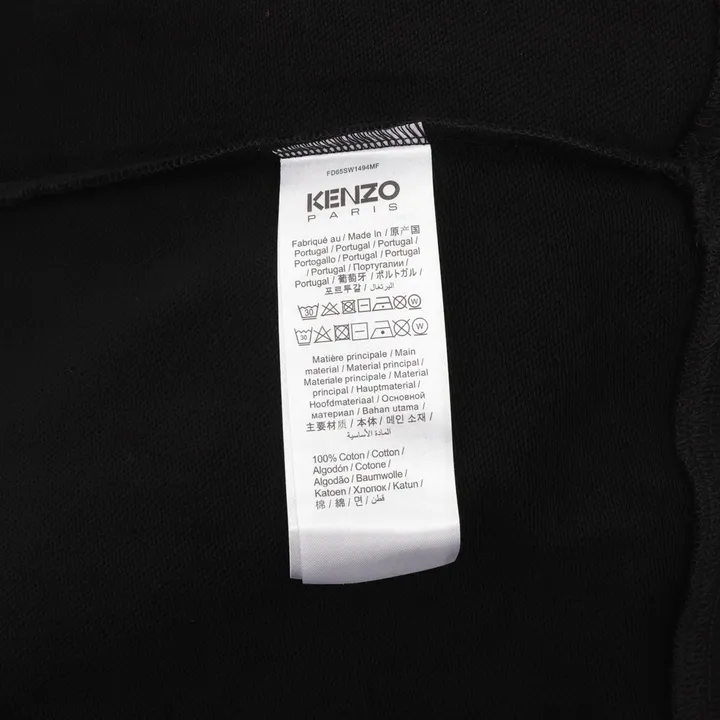 FD65SW1494MF
KENZO
PARIS
Fabriqué au / Made In / 原产国
Portugal / Portugal / Portugal
Portogallo / Portugal / Portugal
/ Portugal / Португалии /
Portugal / 葡萄牙 / ポルトガル /
포르투갈 / البرتغال
30 W
30 W
Matière principale / Main
material / Material principal /
Materiale principale / Material
principal / Hauptmaterial /
Hoofdmateriaal / Основной
материал / Bahan utama /
主要材质 / 本体 / 메인 소재 /
المادة الأساسية
100% Coton / Cotton /
Algodón / Cotone /
Algodão / Baumwolle /
Katoen / Хлопок / Katun /
棉 / 綿 / 면 / قطن